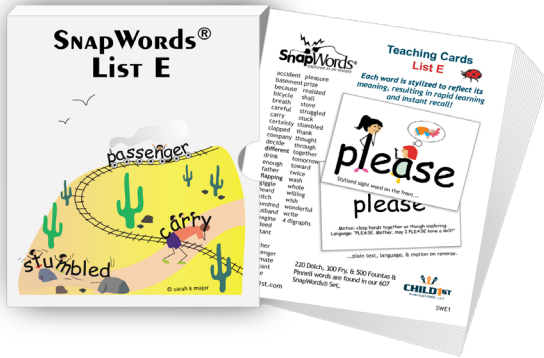 SNAPWORDS®
LIST E
passenger
carry
stumbled
© sarah k major
SnapWords®
Teaching Cards
List E
Each word is stylized to reflect its
meaning, resulting in rapid learning
and instant recall!
accident pleasure
basement prize
because realized
bicycle shall
breath stove
careful struggled
carry stuck
certainly stumbled
clapped thank
company thought
decide through
different together
drink tomorrow
enough toward
father twice
flapping wash
giggle whole
willing
wish
wonderful
write
4 digraphs
please
Stylized sight word on the front...
please
Motion: clasp hands together as though imploring
Language: "PLEASE, Mother, may I PLEASE have a doll?"
...plain text, language, & motion on reverse.
220 Dolch, 300 Fry, & 500 Fountas &
Pinnell words are found in our 607
SnapWords® Set.
CHILD1ST
PUBLICATIONS, LLC
SWE1
1st.com